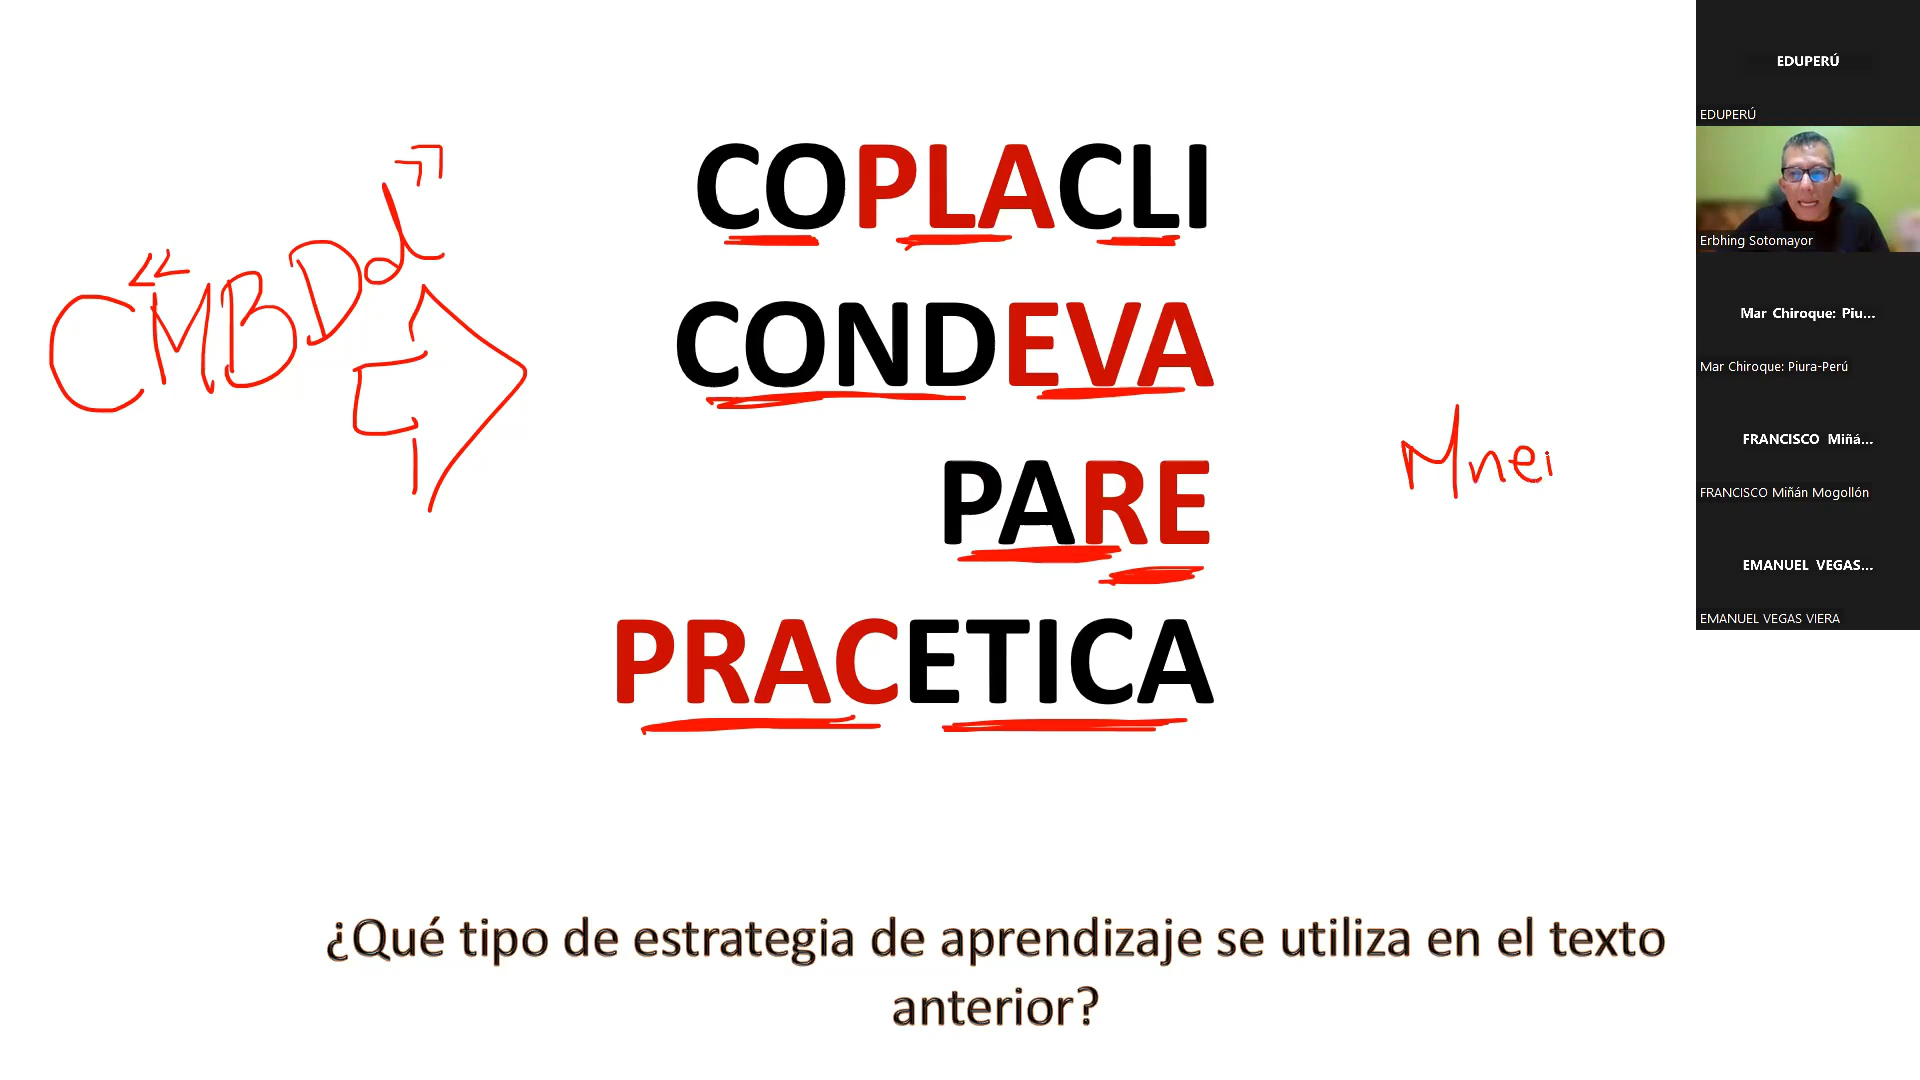 COPLACLI
CONDEVA
PARE
PRACETICA
«CMBDd»
Mnei
¿Qué tipo de estrategia de aprendizaje se utiliza en el texto
anterior?
EDUPERÚ
EDUPERÚ
Erbhing Sotomayor
Mar Chiroque: Piu...
Mar Chiroque: Piura-Perú
FRANCISCO Miñá...
FRANCISCO Miñán Mogollón
EMANUEL VEGAS...
EMANUEL VEGAS VIERA